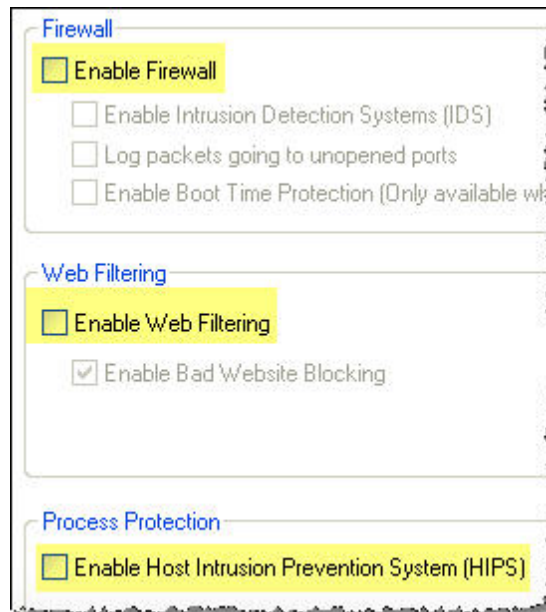 Firewall
Enable Firewall
Enable Intrusion Detection Systems (IDS)
Log packets going to unopened ports
Enable Boot Time Protection (Only available
Web Filtering
Enable Web Filtering
Enable Bad Website Blocking
Process Protection
Enable Host Intrusion Prevention System (HIPS)